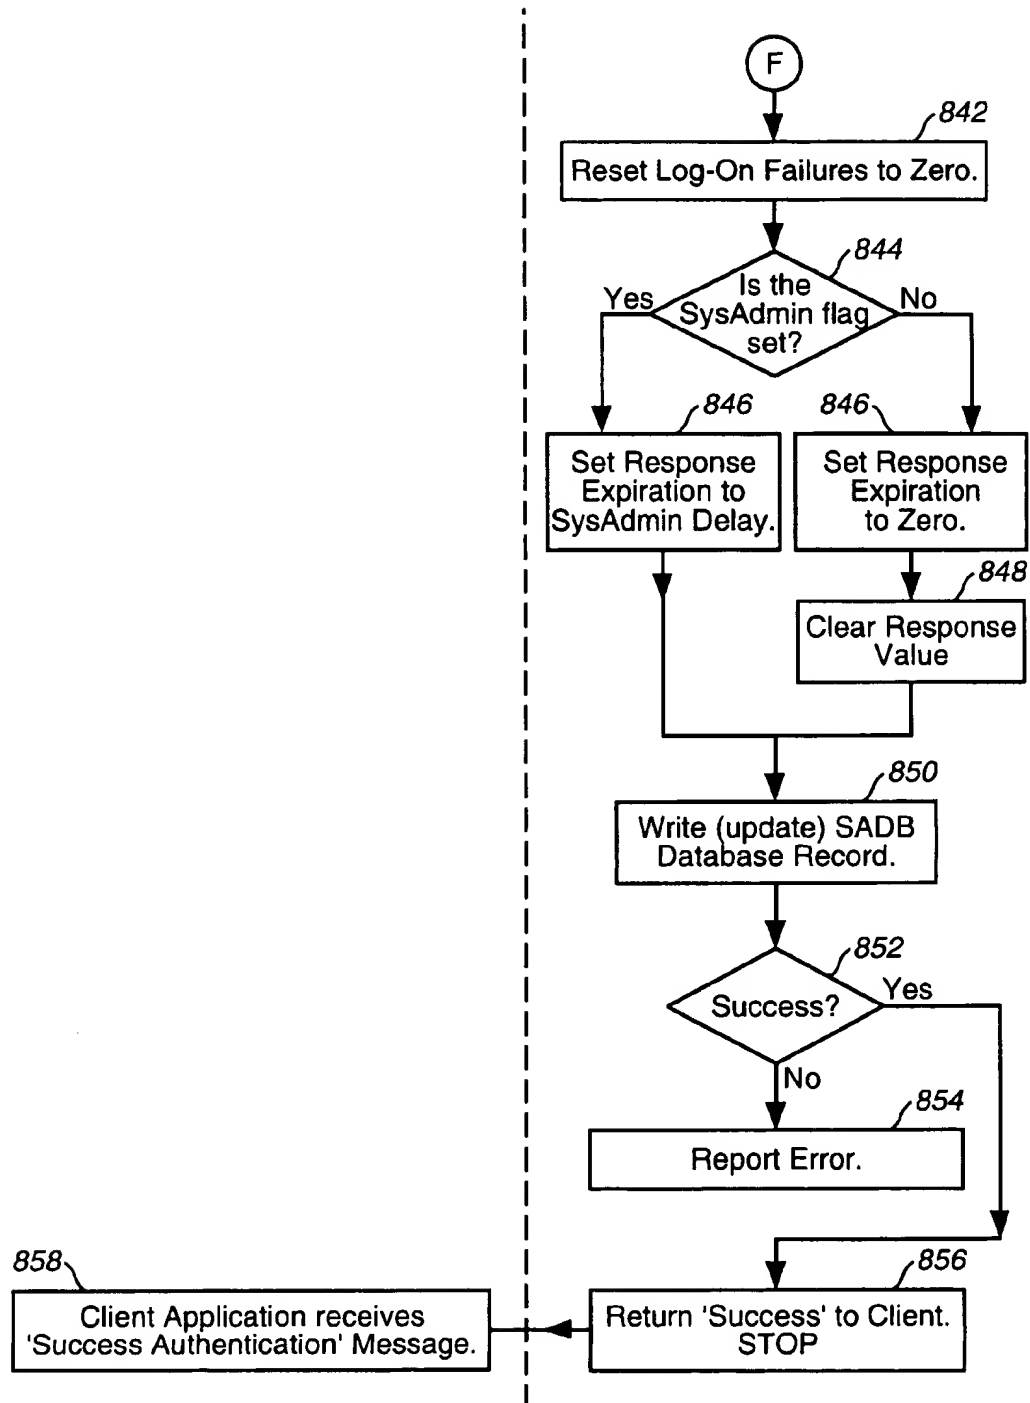 F
842
Reset Log-On Failures to Zero.
844
Is the
SysAdmin flag
set?
Yes
No
846
Set Response
Expiration to
SysAdmin Delay.
846
Set Response
Expiration
to Zero.
848
Clear Response
Value
850
Write (update) SADB
Database Record.
852
Success?
Yes
No
854
Report Error.
856
Return 'Success' to Client.
STOP
858
Client Application receives
'Success Authentication' Message.